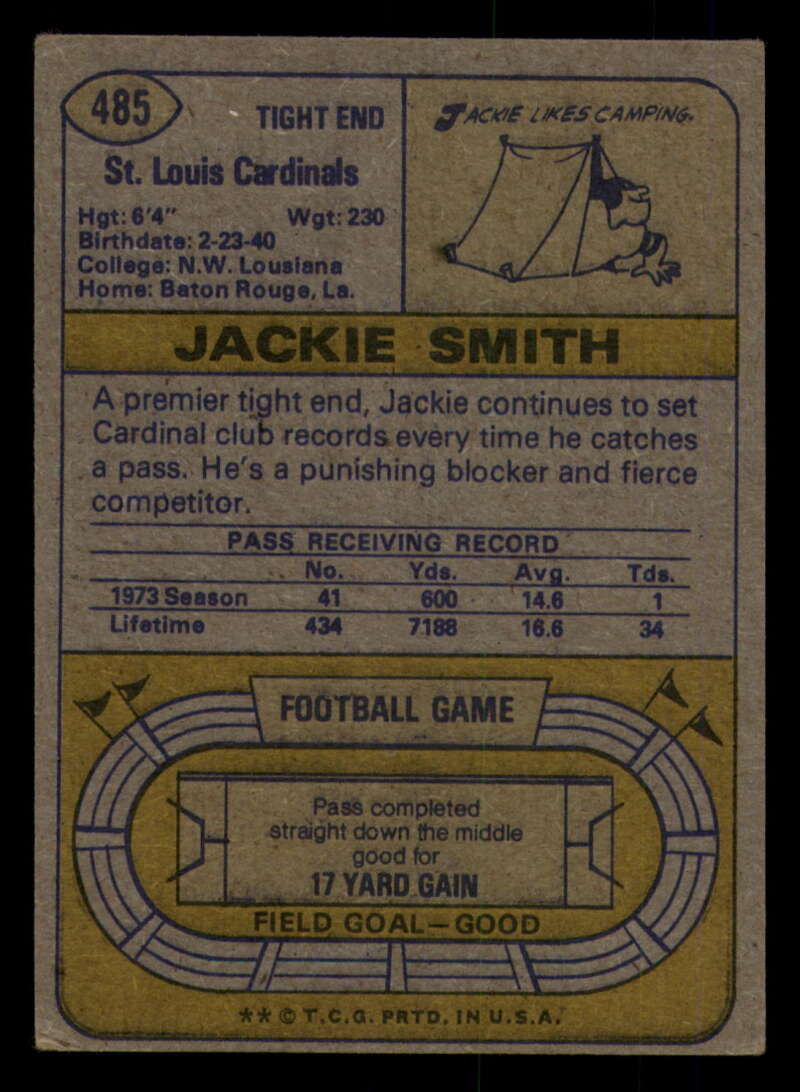 485
TIGHT END
St. Louis Cardinals
Hgt: 6'4" Wgt: 230
Birthdate: 2-23-40
College: N.W. Lousiana
Home: Baton Rouge, La.
JACKIE LIKES CAMPING.
JACKIE SMITH
A premier tight end, Jackie continues to set
Cardinal club records every time he catches
a pass. He's a punishing blocker and fierce
competitor.
PASS RECEIVING RECORD
No. Yds. Avg. Tds.
1973 Season 41 600 14.6 1
Lifetime 434 7188 16.6 34
FOOTBALL GAME
Pass completed
straight down the middle
good for
17 YARD GAIN
FIELD GOAL—GOOD
** © T.C.G. PRTD. IN U.S.A.